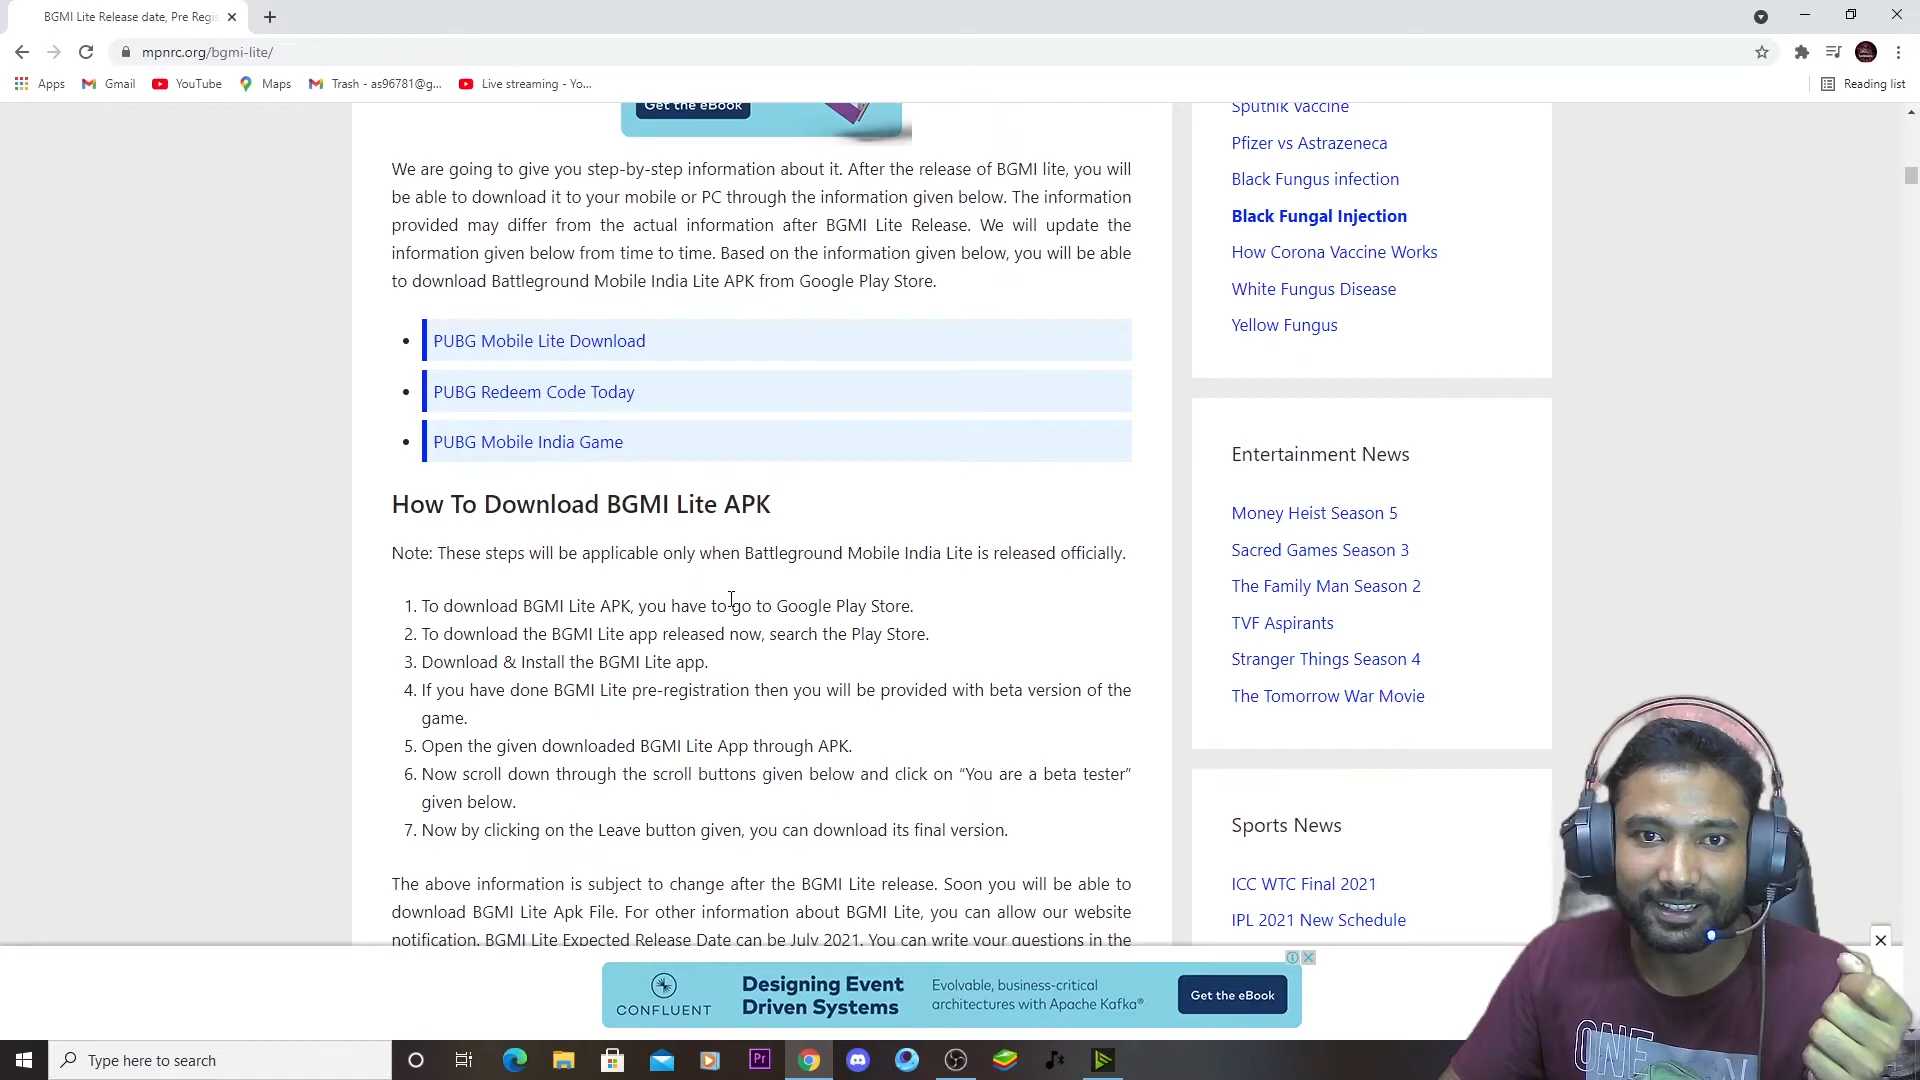 BGMI Lite Release date, Pre Regis
mpnrc.org/bgmi-lite/
Apps Gmail YouTube Maps Trash - as96781@g... Live streaming - Yo... Reading list
Get the eBook
We are going to give you step-by-step information about it. After the release of BGMI lite, you will
be able to download it to your mobile or PC through the information given below. The information
provided may differ from the actual information after BGMI Lite Release. We will update the
information given below from time to time. Based on the information given below, you will be able
to download Battleground Mobile India Lite APK from Google Play Store.
PUBG Mobile Lite Download
PUBG Redeem Code Today
PUBG Mobile India Game
How To Download BGMI Lite APK
Note: These steps will be applicable only when Battleground Mobile India Lite is released officially.
1. To download BGMI Lite APK, you have to go to Google Play Store.
2. To download the BGMI Lite app released now, search the Play Store.
3. Download & Install the BGMI Lite app.
4. If you have done BGMI Lite pre-registration then you will be provided with beta version of the
game.
5. Open the given downloaded BGMI Lite App through APK.
6. Now scroll down through the scroll buttons given below and click on “You are a beta tester”
given below.
7. Now by clicking on the Leave button given, you can download its final version.
The above information is subject to change after the BGMI Lite release. Soon you will be able to
download BGMI Lite Apk File. For other information about BGMI Lite, you can allow our website
notification. BGMI Lite Expected Release Date can be July 2021. You can write your questions in the
Sputnik Vaccine
Pfizer vs Astrazeneca
Black Fungus infection
Black Fungal Injection
How Corona Vaccine Works
White Fungus Disease
Yellow Fungus
Entertainment News
Money Heist Season 5
Sacred Games Season 3
The Family Man Season 2
TVF Aspirants
Stranger Things Season 4
The Tomorrow War Movie
Sports News
ICC WTC Final 2021
IPL 2021 New Schedule
CONFLUENT
Designing Event
Driven Systems
Evolvable, business-critical
architectures with Apache Kafka®
Get the eBook
ONE
Type here to search
Pr